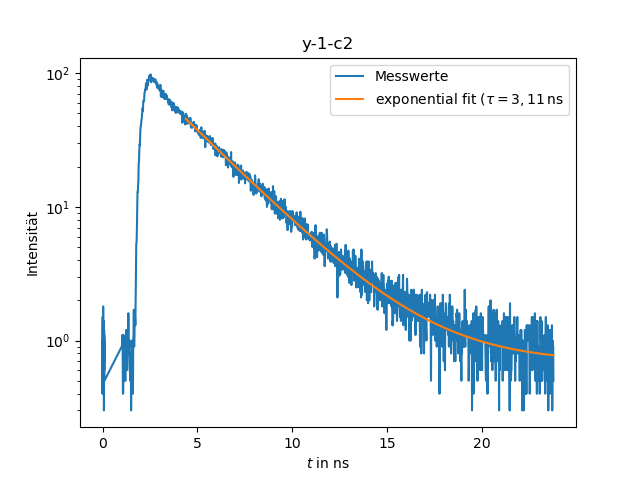 y-1-c2
Messwerte
exponential fit (τ = 3, 11 ns
10²
10¹
10⁰
Intensität
0
5
10
15
20
t in ns